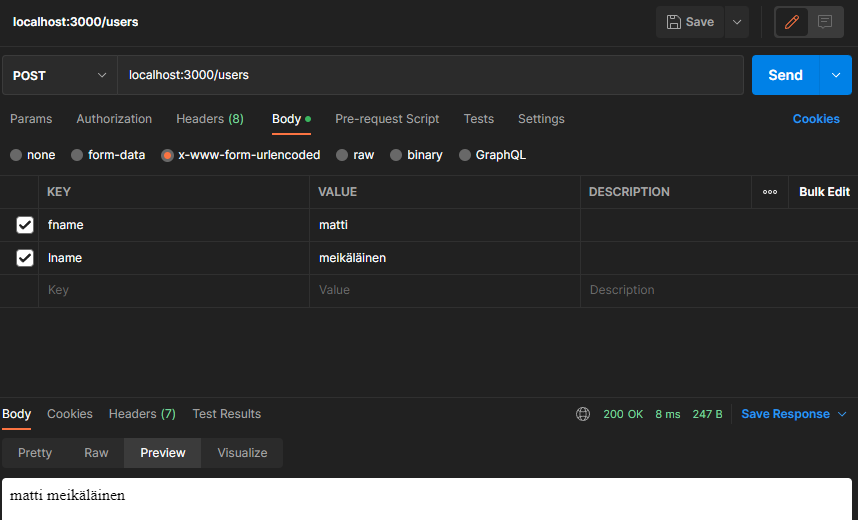 localhost:3000/users
Save
POST localhost:3000/users Send
Params Authorization Headers (8) Body Pre-request Script Tests Settings Cookies
none form-data x-www-form-urlencoded raw binary GraphQL
KEY VALUE DESCRIPTION Bulk Edit
fname matti
lname meikäläinen
Key Value Description
Body Cookies Headers (7) Test Results 200 OK 8 ms 247 B Save Response
Pretty Raw Preview Visualize
matti meikäläinen